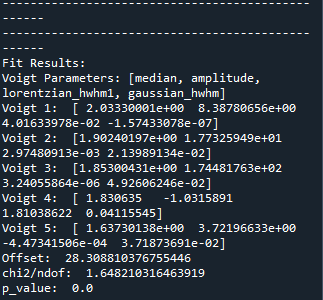 ---------------------------------------------
------
---------------------------------------------
------
Fit Results:
Voigt Parameters: [median, amplitude,
lorentzian_hwhm1, gaussian_hwhm]
Voigt 1:  [ 2.03330001e+00  8.38780656e+00
4.01633978e-02 -1.57433078e-07]
Voigt 2:  [1.90240197e+00 1.77325949e+01
2.97480913e-03 2.13989134e-02]
Voigt 3:  [1.85300431e+00 1.74481763e+02
3.24055864e-06 4.92606246e-02]
Voigt 4:  [ 1.830635   -1.0315891
1.81038622  0.04115545]
Voigt 5:  [ 1.63730138e+00  3.72196633e+00
-4.47341506e-04  3.71873691e-02]
Offset:  28.308810376755446
chi2/ndof:  1.648210316463919
p_value:  0.0